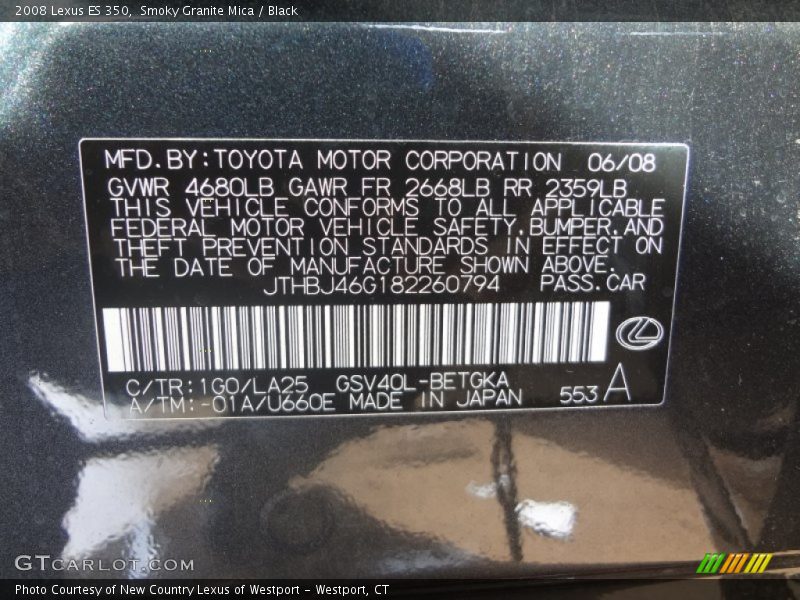 2008 Lexus ES 350, Smoky Granite Mica / Black
MFD.BY:TOYOTA MOTOR CORPORATION 06/08
GVWR 4680LB GAWR FR 2668LB RR 2359LB
THIS VEHICLE CONFORMS TO ALL APPLICABLE
FEDERAL MOTOR VEHICLE SAFETY.BUMPER.AND
THEFT PREVENTION STANDARDS IN EFFECT ON
THE DATE OF MANUFACTURE SHOWN ABOVE.
JTHBJ46G182260794 PASS.CAR
C/TR:1G0/LA25 GSV40L-BETGKA
A/TM:-01A/U660E MADE IN JAPAN 553 A
GTCARLOT.COM
Photo Courtesy of New Country Lexus of Westport - Westport, CT